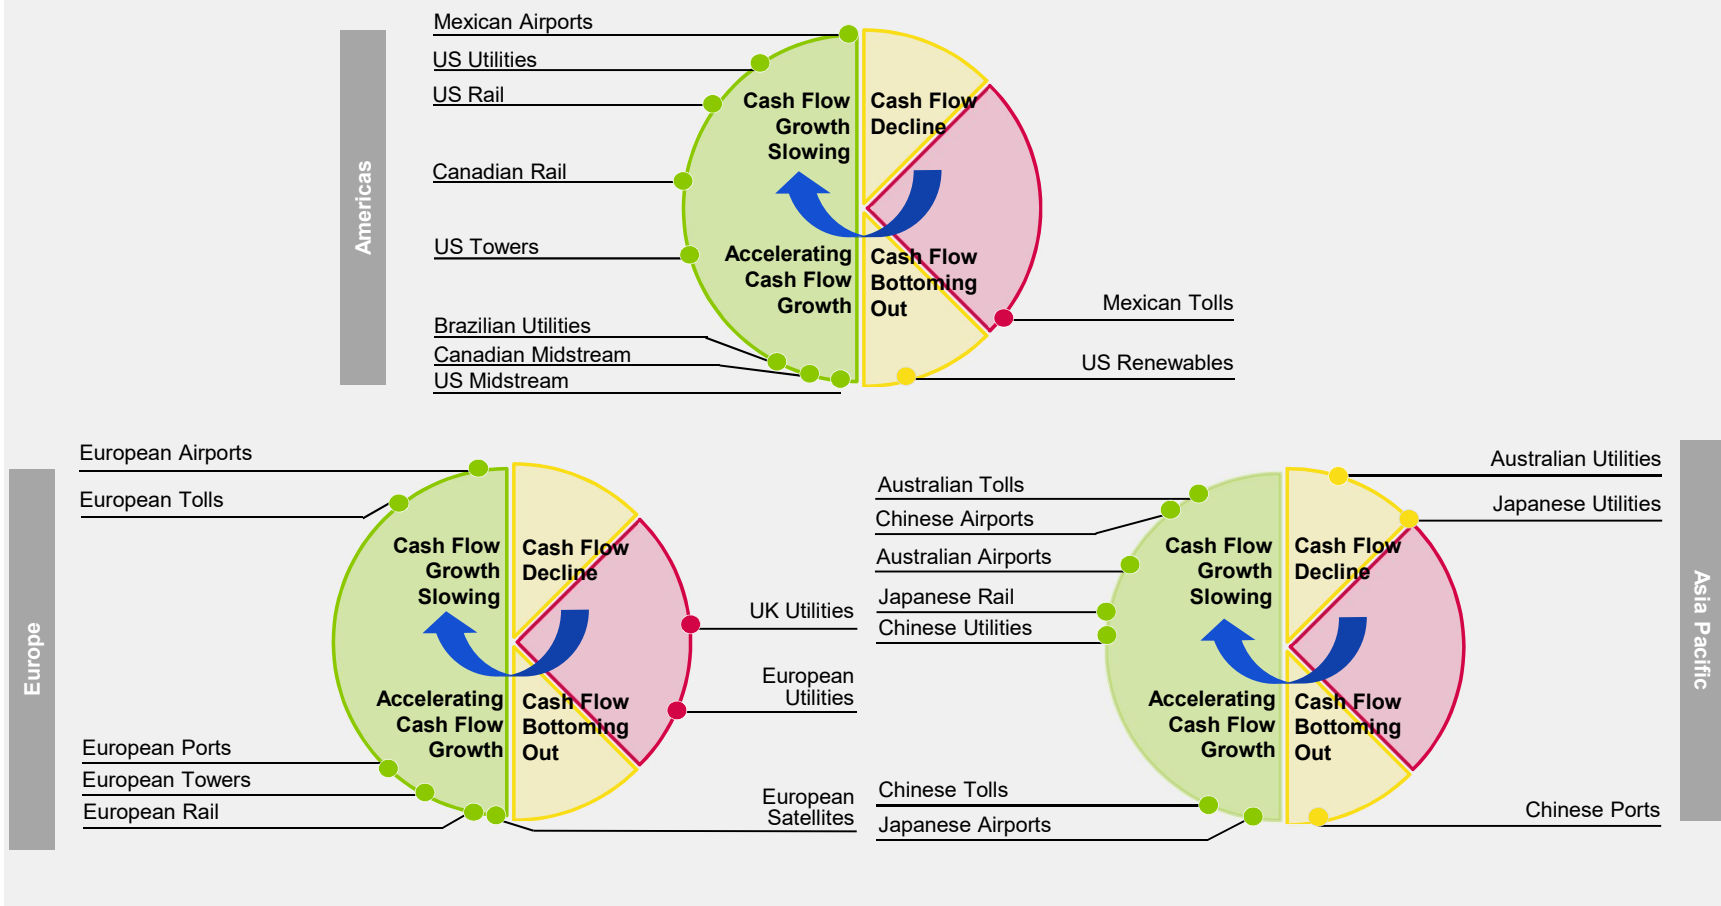 Americas
Mexican Airports
US Utilities
US Rail
Canadian Rail
US Towers
Brazilian Utilities
Canadian Midstream
US Midstream
Cash Flow
Growth
Slowing
Cash Flow
Decline
Accelerating
Cash Flow
Growth
Cash Flow
Bottoming
Out
Mexican Tolls
US Renewables
Europe
European Airports
European Tolls
European Ports
European Towers
European Rail
Cash Flow
Growth
Slowing
Cash Flow
Decline
Accelerating
Cash Flow
Growth
Cash Flow
Bottoming
Out
UK Utilities
European
Utilities
European
Satellites
Australian Tolls
Chinese Airports
Australian Airports
Japanese Rail
Chinese Utilities
Chinese Tolls
Japanese Airports
Cash Flow
Growth
Slowing
Cash Flow
Decline
Accelerating
Cash Flow
Growth
Cash Flow
Bottoming
Out
Australian Utilities
Japanese Utilities
Chinese Ports
Asia Pacific